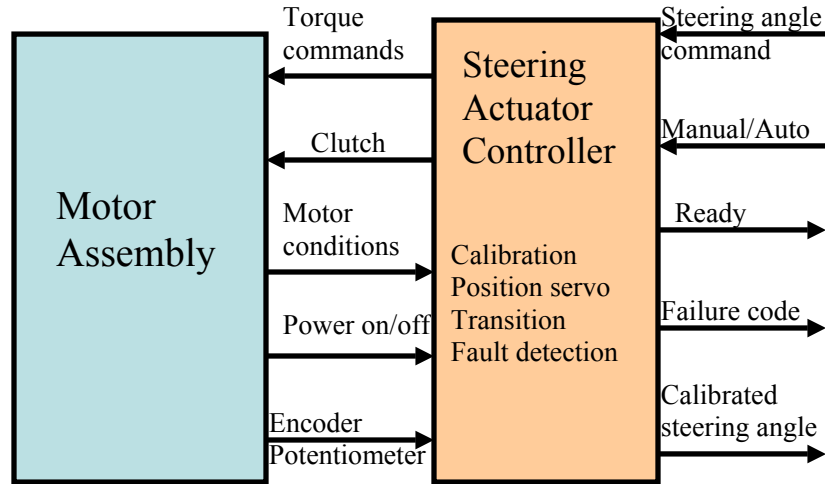 Motor
Assembly
Torque
commands
Clutch
Motor
conditions
Power on/off
Encoder
Potentiometer
Steering
Actuator
Controller
Calibration
Position servo
Transition
Fault detection
Steering angle
command
Manual/Auto
Ready
Failure code
Calibrated
steering angle